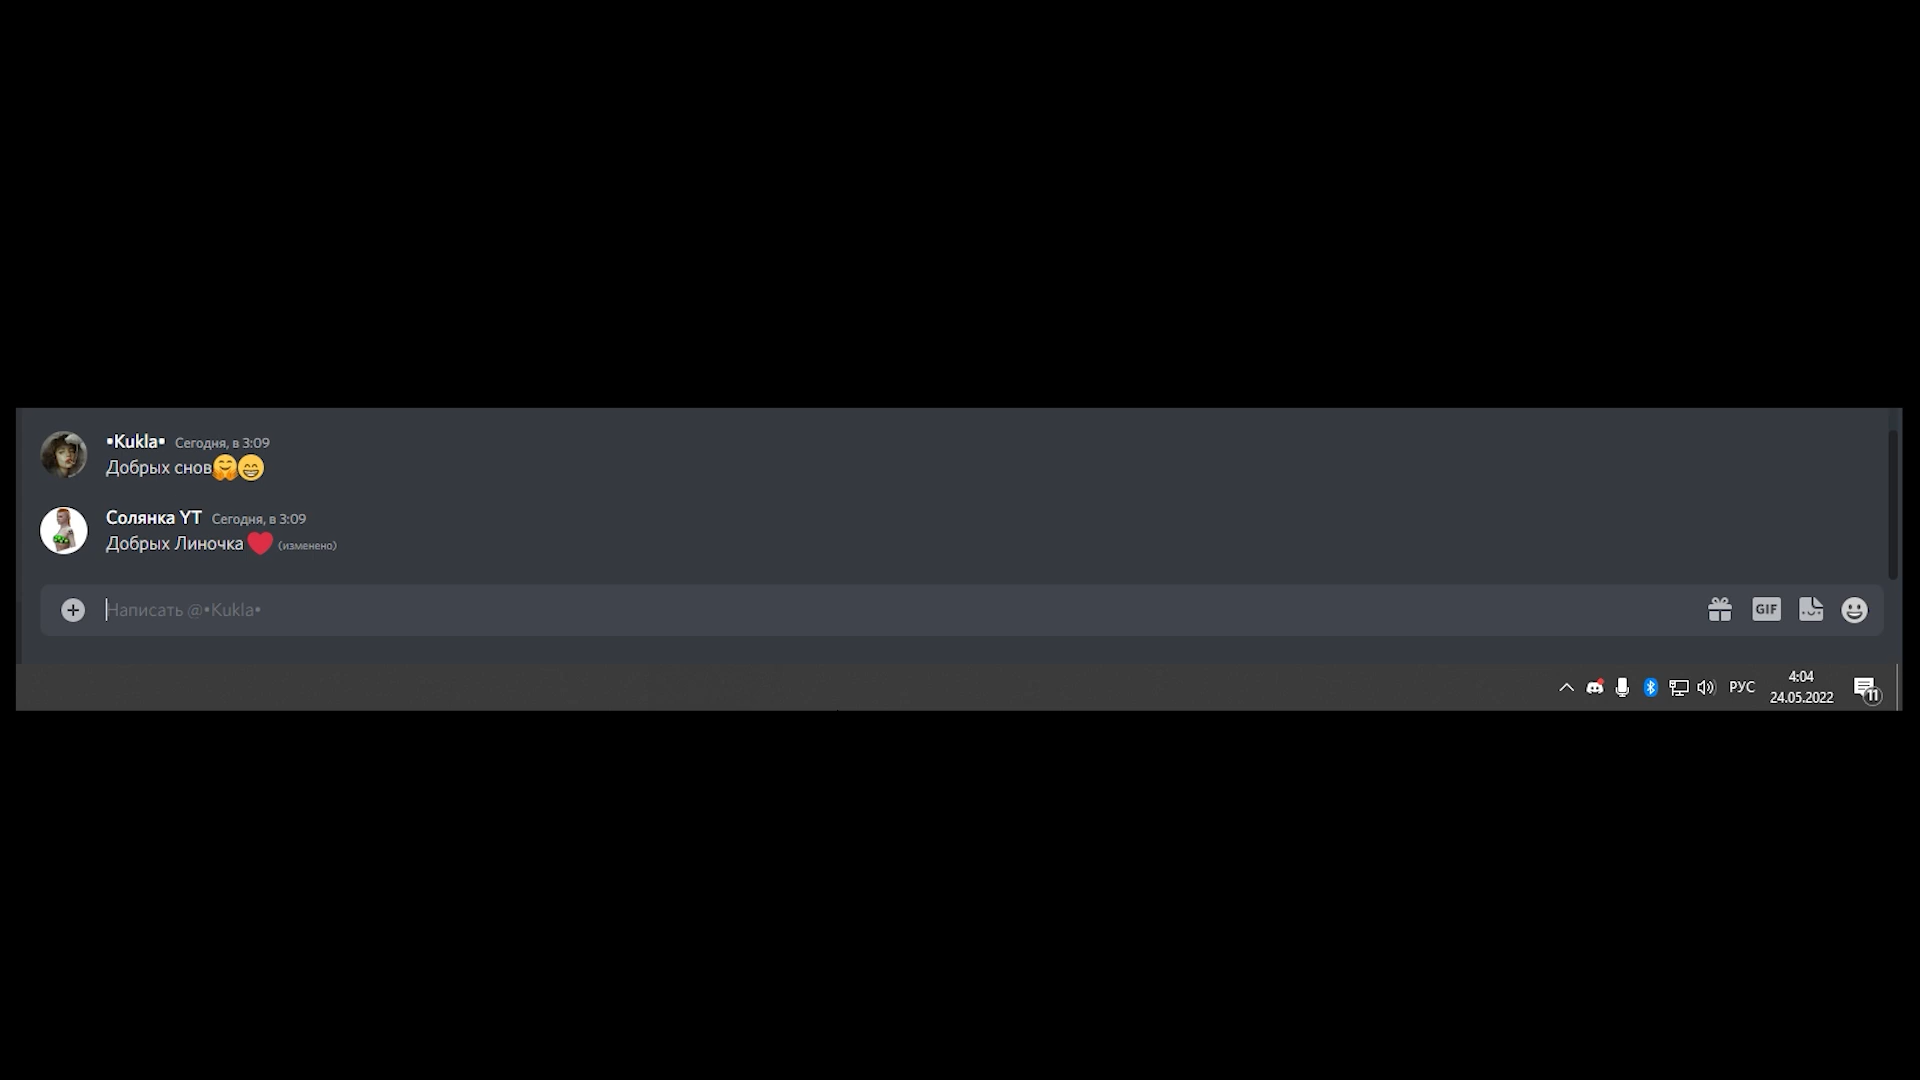 •Kukla• Сегодня, в 3:09
Добрых снов🤗😁
Солянка YT Сегодня, в 3:09
Добрых Линочка ❤️ (изменено)
Написать @•Kukla•
GIF
РУС
4:04
24.05.2022
11